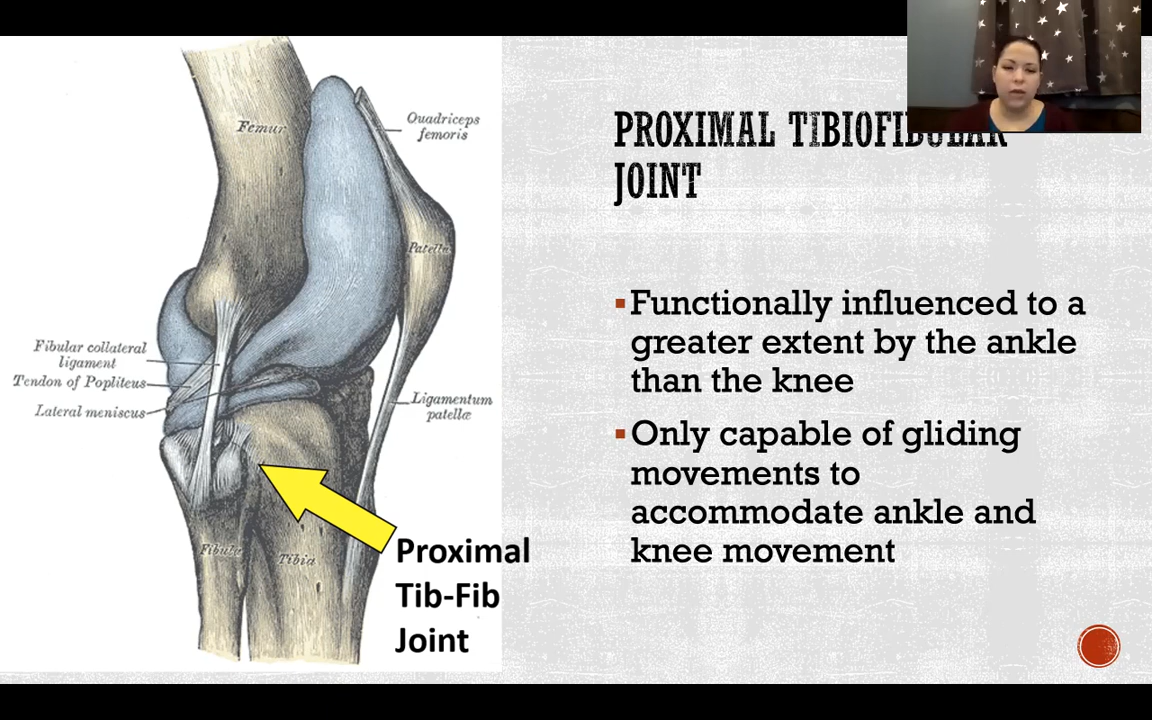 Femur
Quadriceps
femoris
Patella
Fibular collateral
ligament
Tendon of Popliteus
Lateral meniscus
Ligamentum
patellæ
Fibula
Tibia
Proximal
Tib-Fib
Joint
PROXIMAL TIBIOFIBULAR
JOINT
▪Functionally influenced to a
greater extent by the ankle
than the knee
▪Only capable of gliding
movements to
accommodate ankle and
knee movement